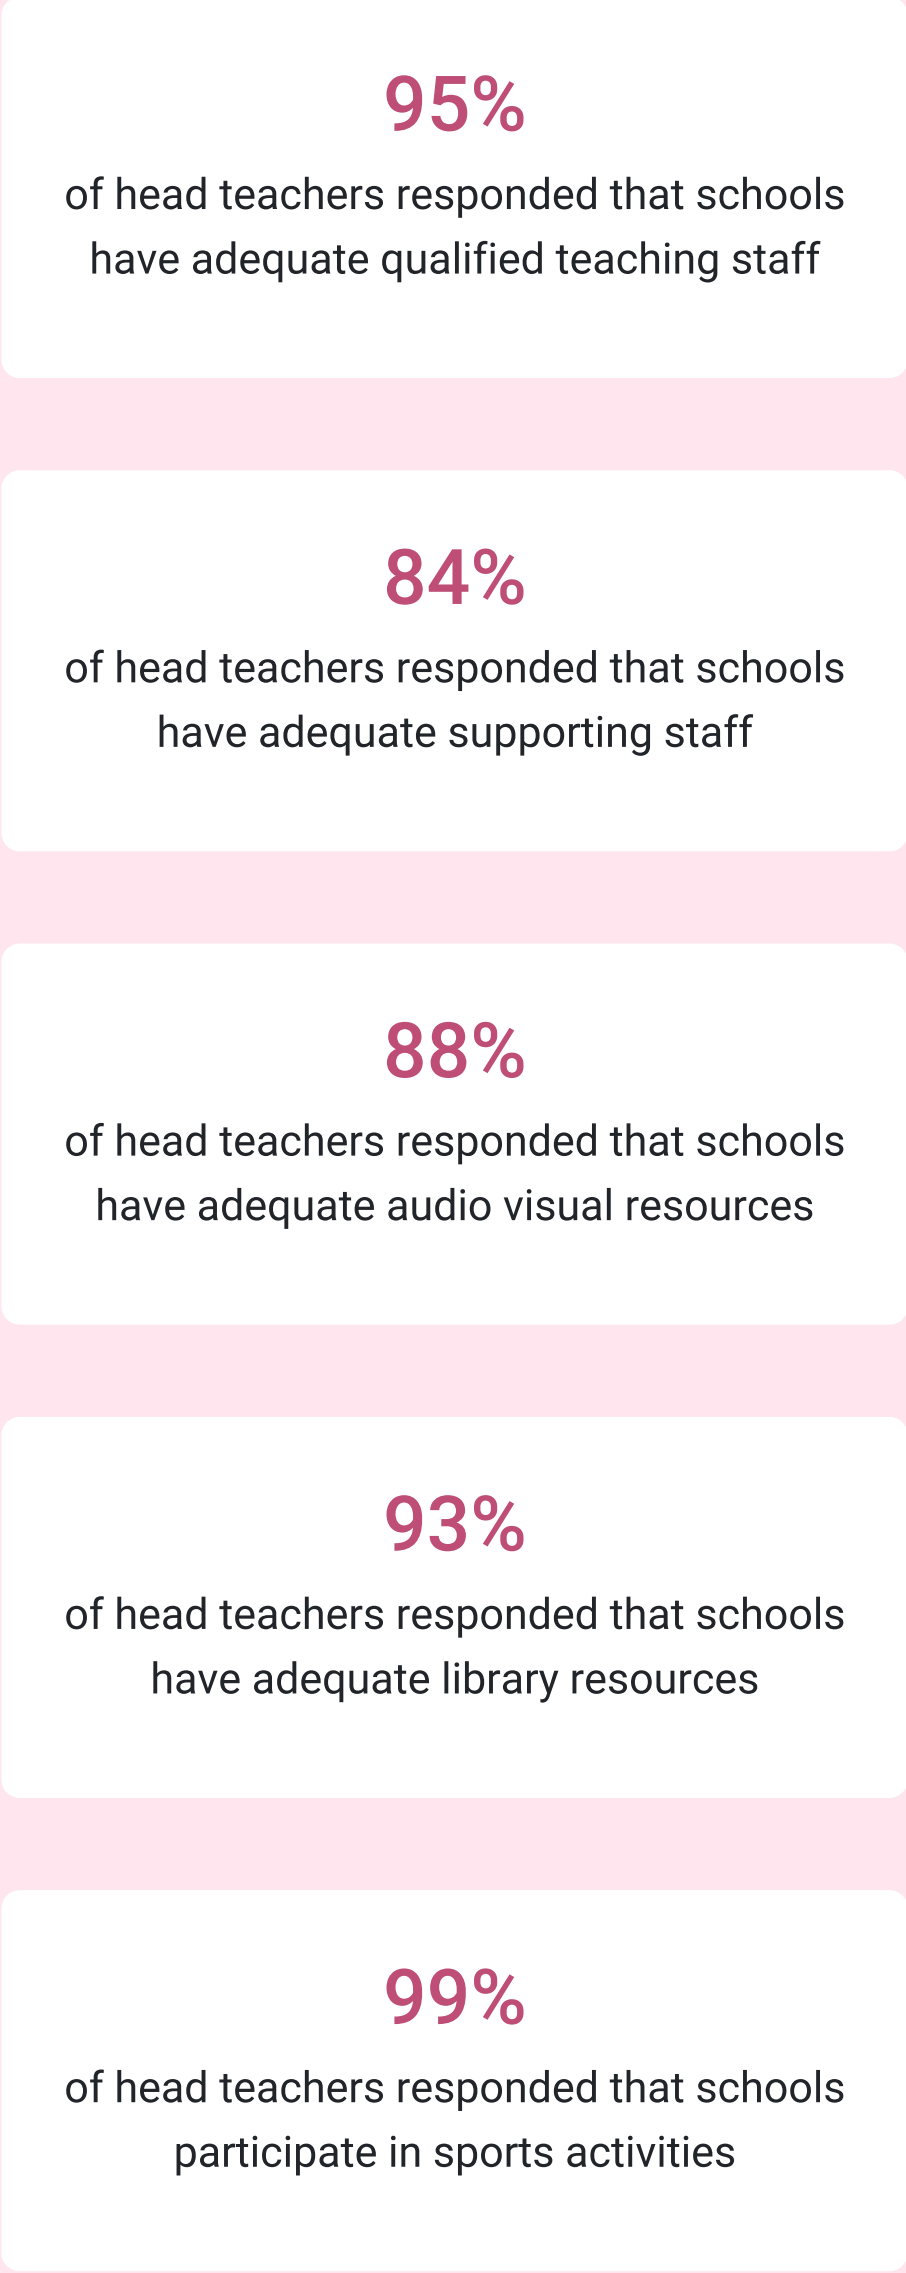 95%
of head teachers responded that schools
have adequate qualified teaching staff
84%
of head teachers responded that schools
have adequate supporting staff
88%
of head teachers responded that schools
have adequate audio visual resources
93%
of head teachers responded that schools
have adequate library resources
99%
of head teachers responded that schools
participate in sports activities